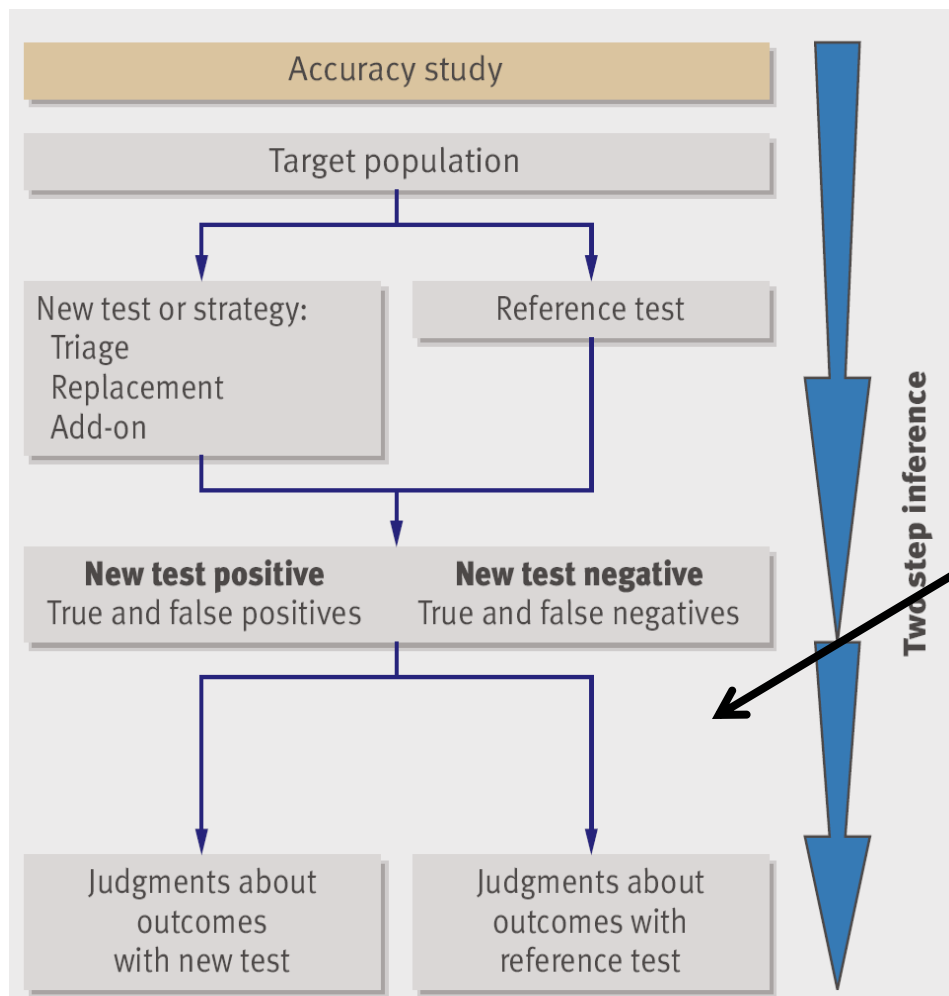 Accuracy study
Target population
New test or strategy:
Triage
Replacement
Add-on
Reference test
New test positive
True and false positives
New test negative
True and false negatives
Judgments about
outcomes
with new test
Judgments about
outcomes with
reference test
Two step inference